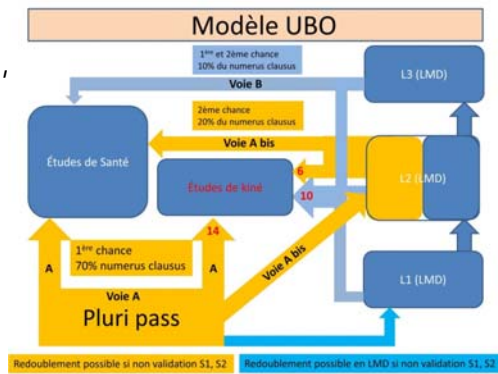 Modèle UBO
1ère et 2ème chance
10% du numerus clausus
Voie B
L3 (LMD)
2ème chance
20% du numerus clausus
Voie A bis
Études de Santé
Études de kiné
6
10
L2 (LMD)
14
1ère chance
70% numerus clausus
A
A
Voie A
Voie A bis
L1 (LMD)
Pluri pass
Redoublement possible si non validation S1, S2
Redoublement possible en LMD si non validation S1, S2